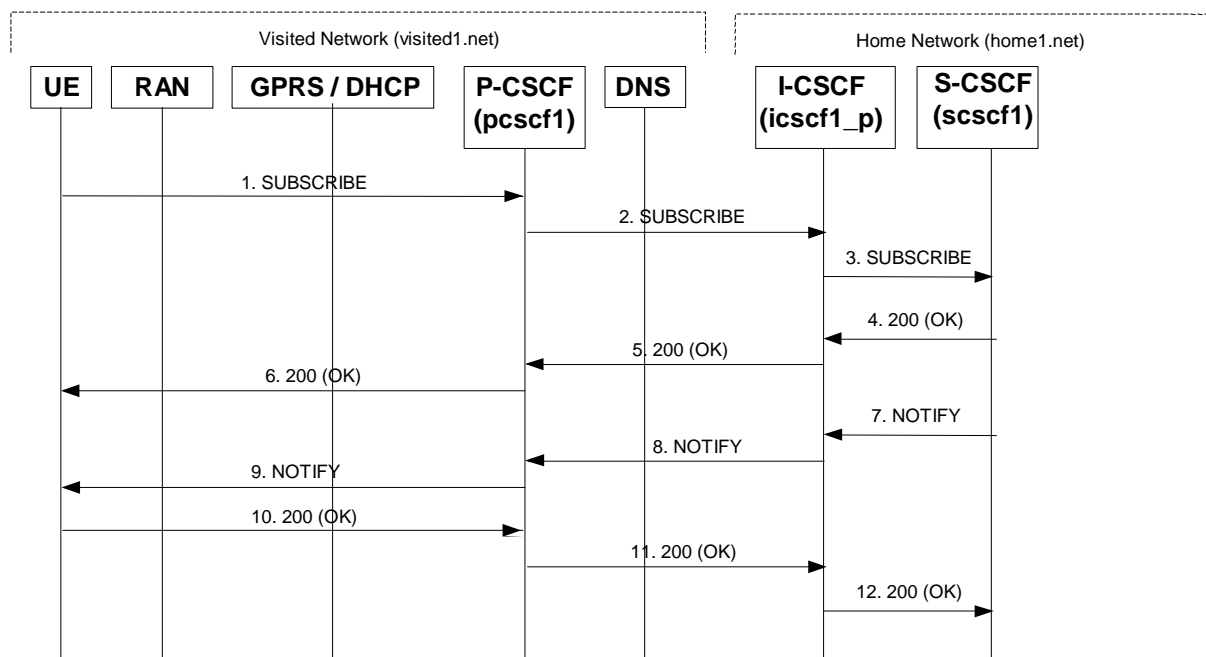 Visited Network (visited1.net)
Home Network (home1.net)
UE
RAN
GPRS / DHCP
P-CSCF
(pcscf1)
DNS
I-CSCF
(icscf1_p)
S-CSCF
(scscf1)
1. SUBSCRIBE
2. SUBSCRIBE
3. SUBSCRIBE
4. 200 (OK)
5. 200 (OK)
6. 200 (OK)
7. NOTIFY
8. NOTIFY
9. NOTIFY
10. 200 (OK)
11. 200 (OK)
12. 200 (OK)